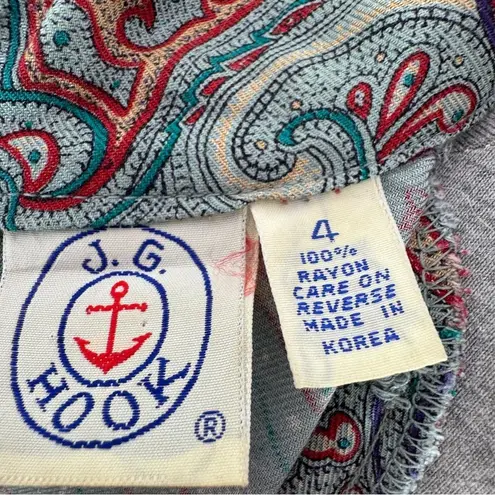 J. G.
HOOK
®
4
100%
RAYON
CARE ON
REVERSE
MADE IN
KOREA